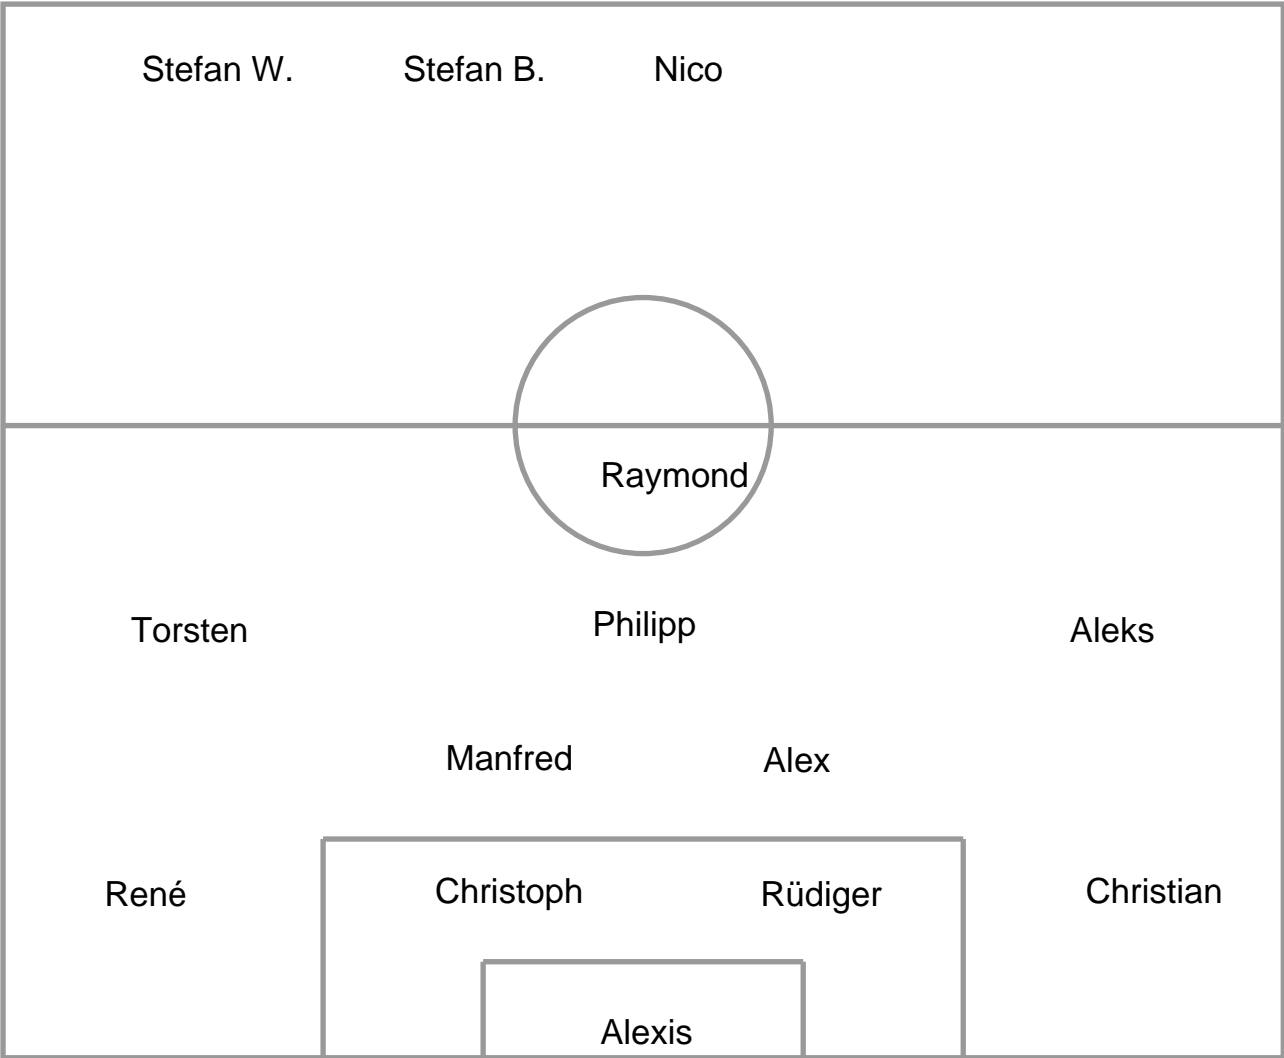 Stefan W. Stefan B. Nico
Raymond
Torsten Philipp Aleks
Manfred Alex
René Christoph Rüdiger Christian
Alexis